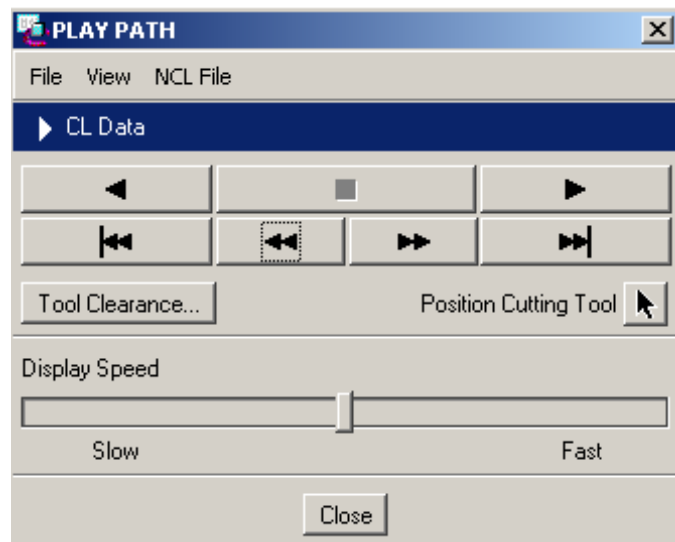 PLAY PATH
File View NCL File
CL Data
Tool Clearance... Position Cutting Tool
Display Speed
Slow Fast
Close